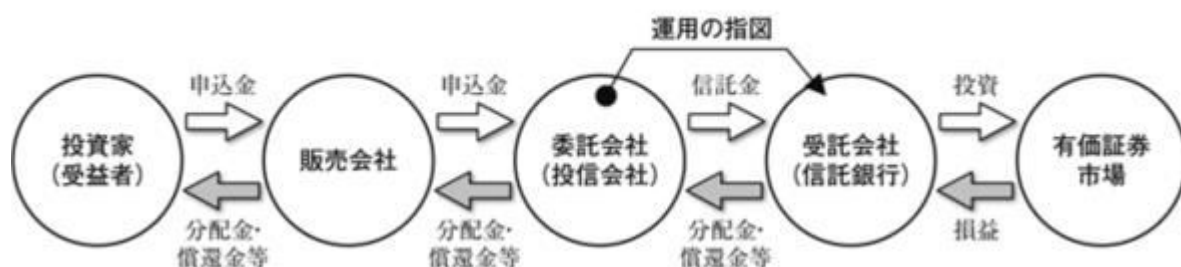 運用の指図
申込金
申込金
信託金
投資
投資家
(受益者)
販売会社
委託会社
(投信会社)
受託会社
(信託銀行)
有価証券
市場
分配金・
償還金等
分配金・
償還金等
分配金・
償還金等
損益